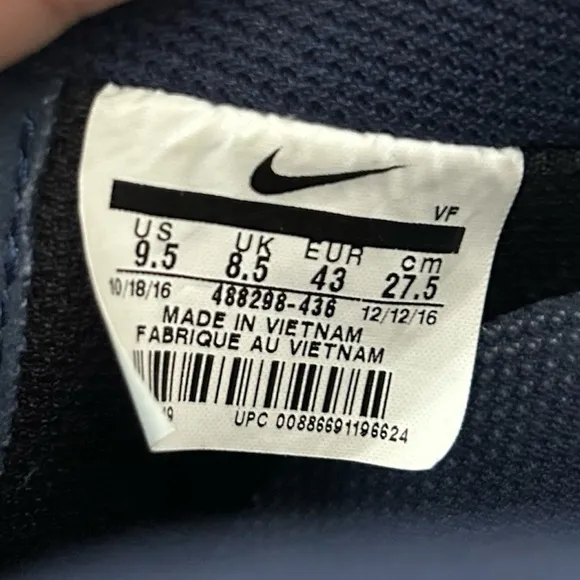 VF
US UK EUR cm
9.5 8.5 43 27.5
10/18/16 488298-436 12/12/16
MADE IN VIETNAM
FABRIQUE AU VIETNAM
UPC 00886691196624